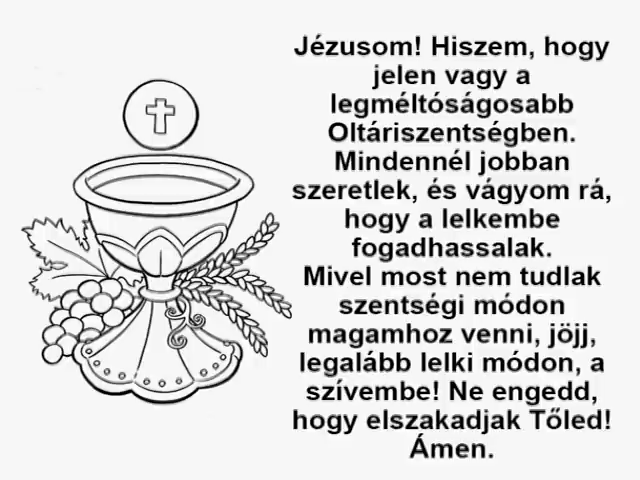 Jézusom! Hiszem, hogy
jelen vagy a
legméltóságosabb
Oltáriszentségben.
Mindennél jobban
szeretlek, és vágyom rá,
hogy a lelkembe
fogadhassalak.
Mivel most nem tudlak
szentségi módon
magamhoz venni, jöjj,
legalább lelki módon, a
szívembe! Ne engedd,
hogy elszakadjak Tőled!
Ámen.